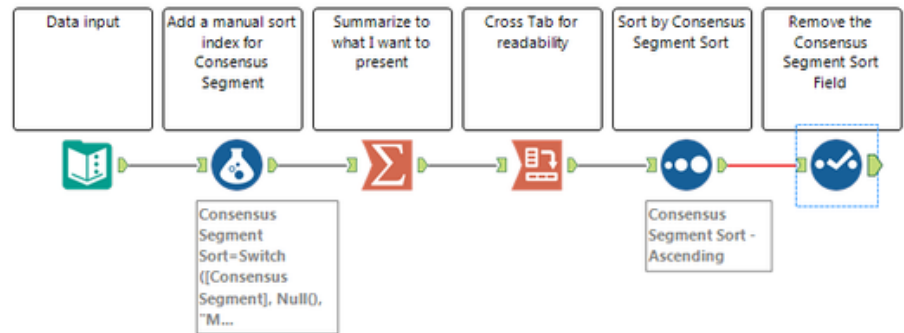 Data input
Add a manual sort
index for
Consensus
Segment
Summarize to
what I want to
present
Cross Tab for
readability
Sort by Consensus
Segment Sort
Remove the
Consensus
Segment Sort
Field
Consensus
Segment
Sort=Switch
([Consensus
Segment], Null(),
"M...
Consensus
Segment Sort -
Ascending